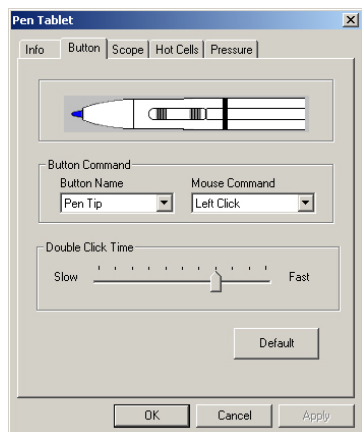 Pen Tablet
Info Button Scope Hot Cells Pressure
Button Command
Button Name Mouse Command
Pen Tip Left Click
Double Click Time
Slow Fast
Default
OK Cancel Apply